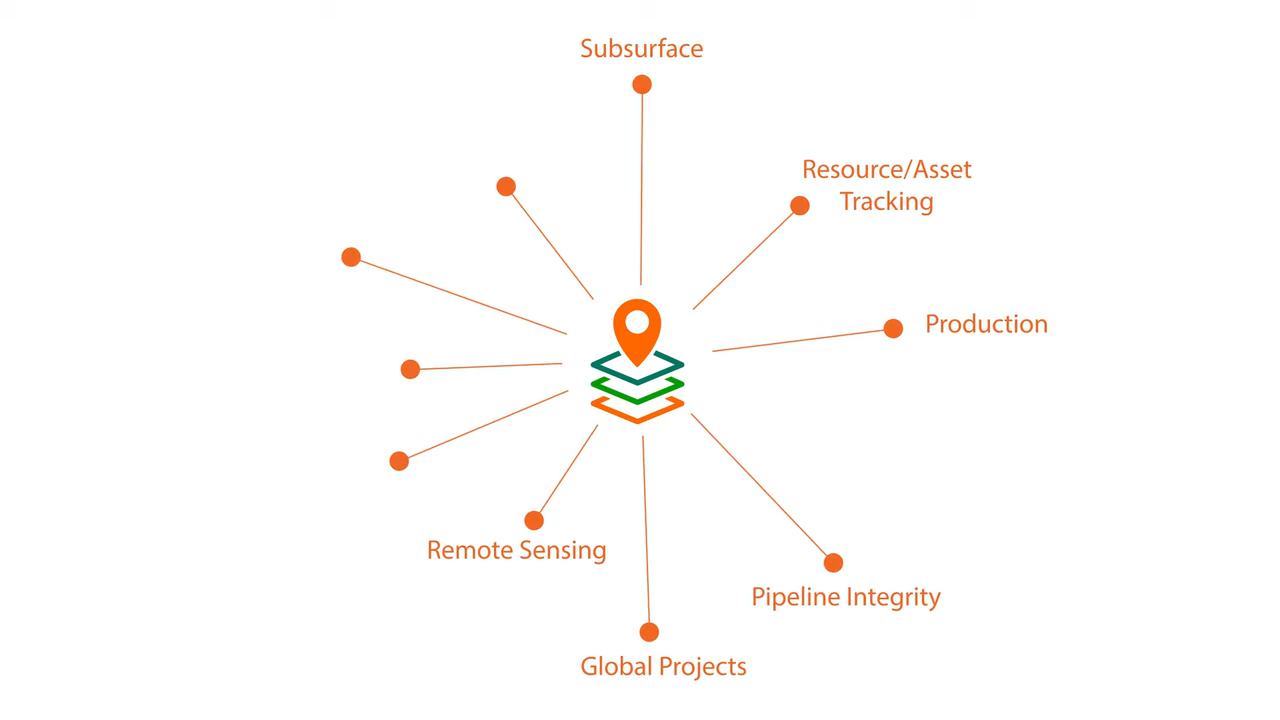 Subsurface
Resource/Asset
Tracking
Production
Remote Sensing
Pipeline Integrity
Global Projects